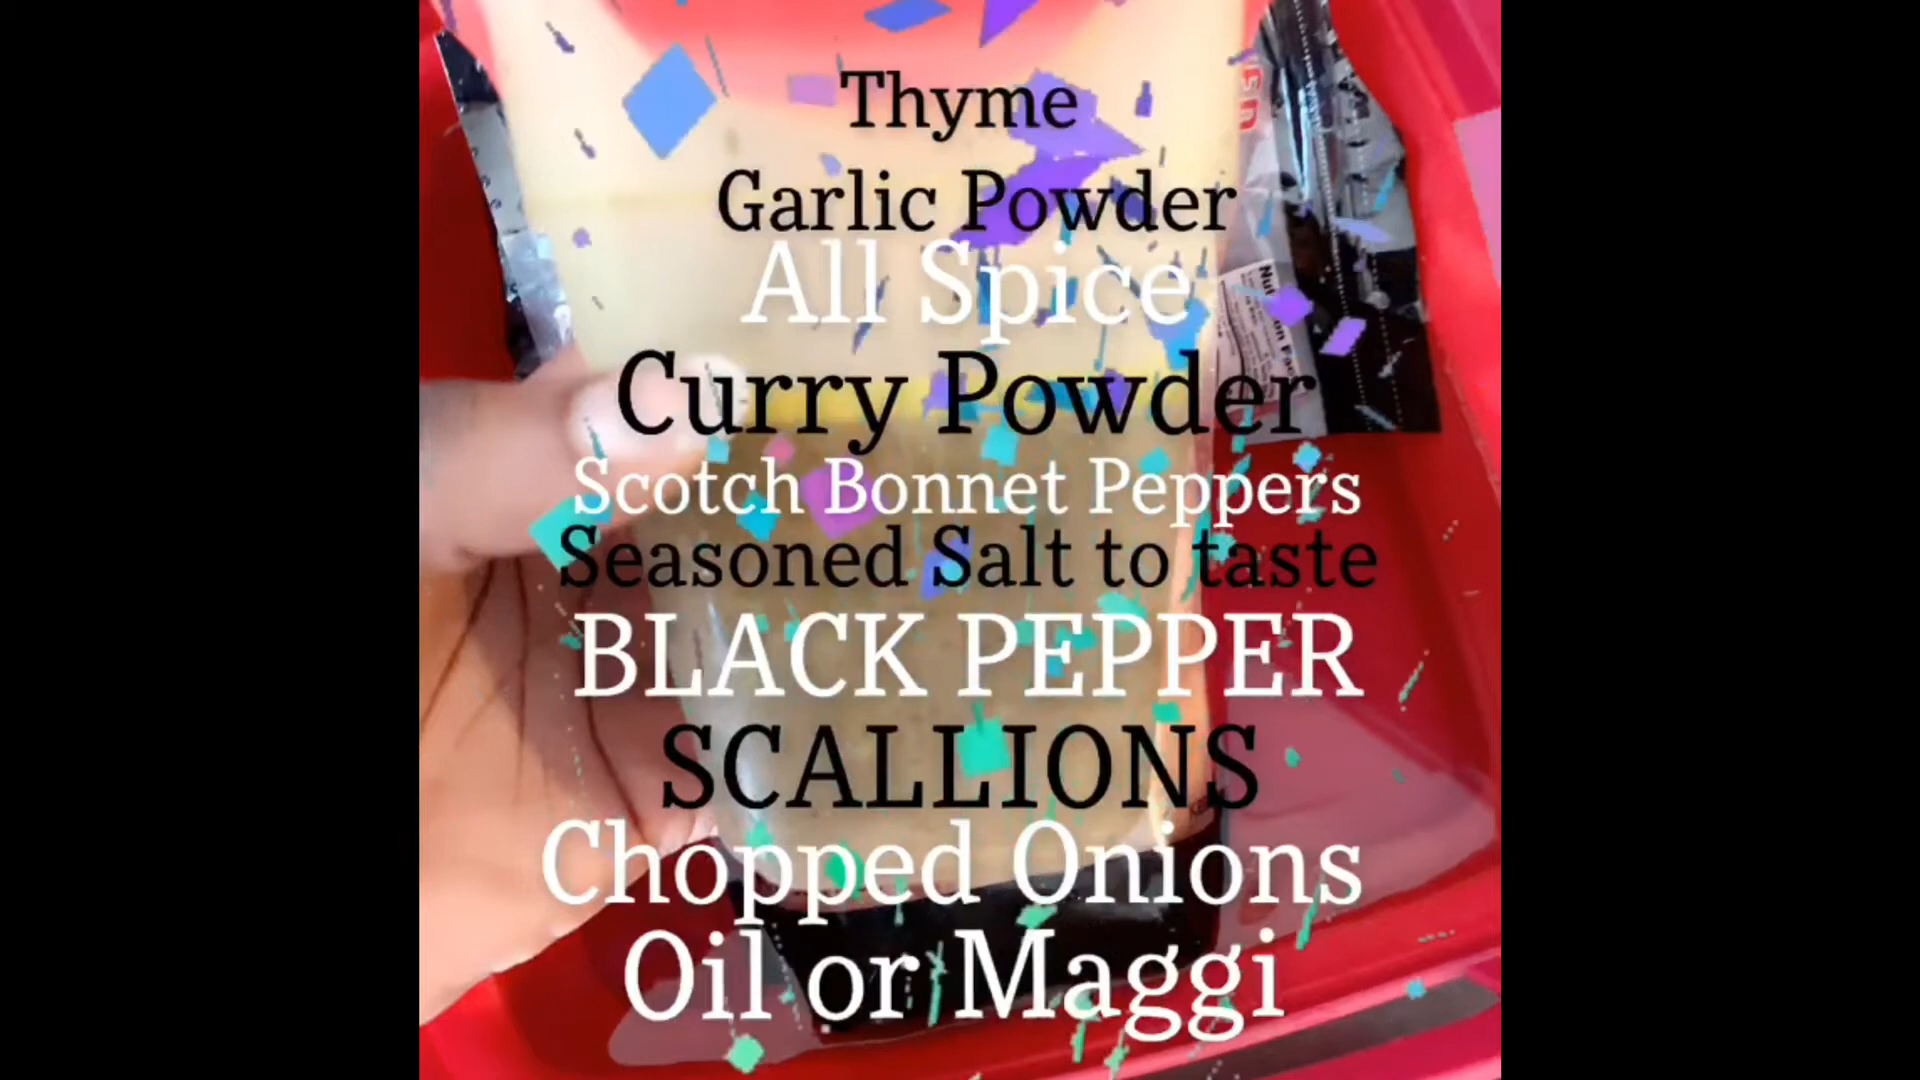 Thyme
Garlic Powder
All Spice
Curry Powder
Scotch Bonnet Peppers
Seasoned Salt to taste
BLACK PEPPER
SCALLIONS
Chopped Onions
Oil or Maggi